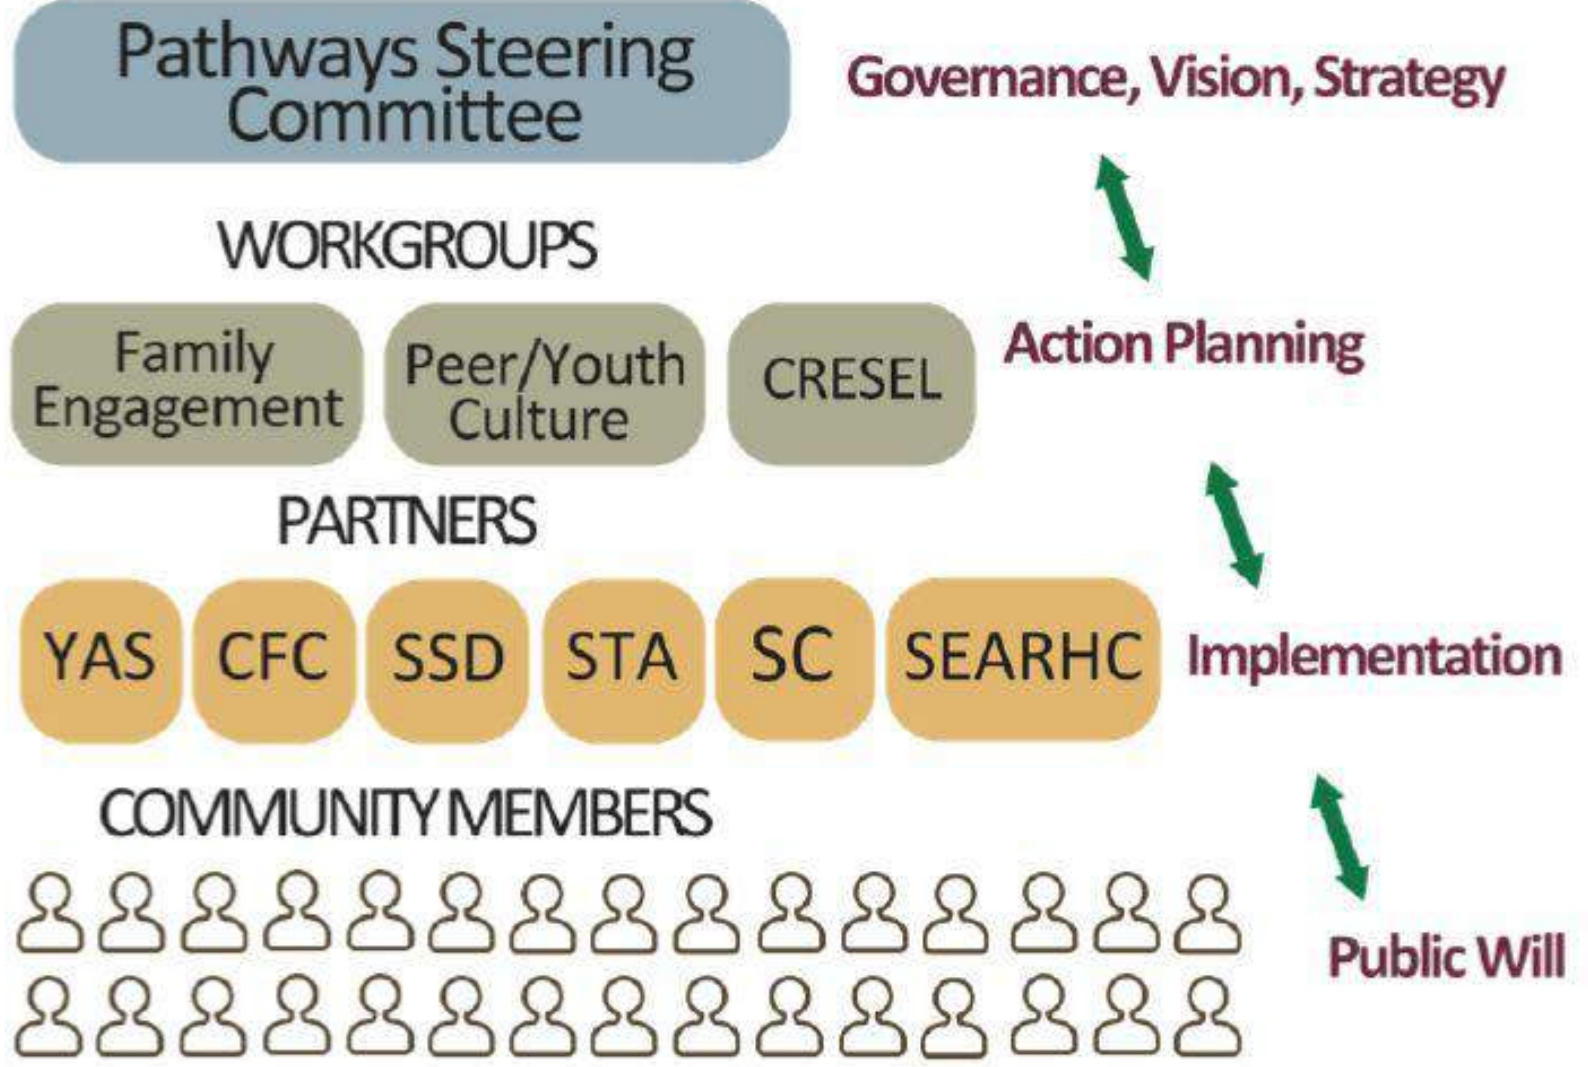 Pathways Steering
Committee
Governance, Vision, Strategy
WORKGROUPS
Family
Engagement
Peer/Youth
Culture
CRESEL
Action Planning
PARTNERS
YAS
CFC
SSD
STA
SC
SEARHC
Implementation
COMMUNITY MEMBERS
Public Will